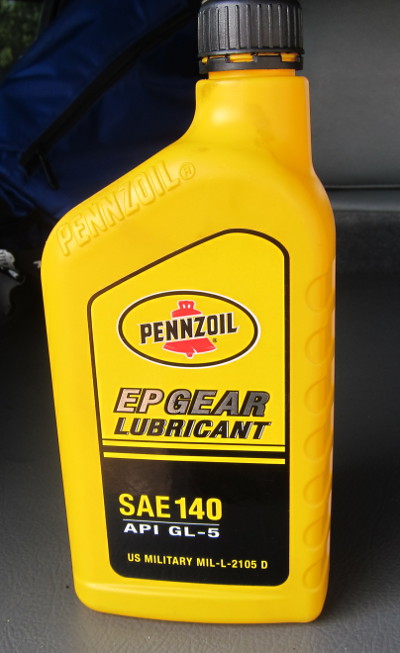 PENNZOIL®
PENNZOIL®
EP GEAR
LUBRICANT
SAE 140
API GL-5
US MILITARY MIL-L-2105 D